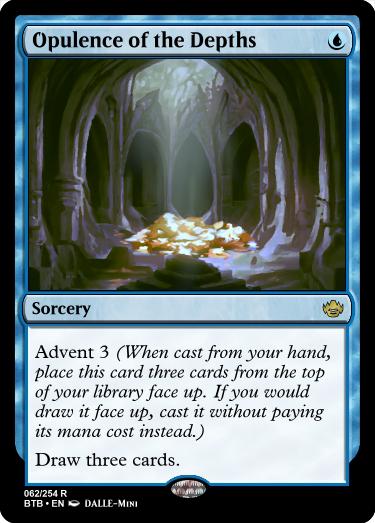 Opulence of the Depths
Sorcery
Advent 3 (When cast from your hand,
place this card three cards from the top
of your library face up. If you would
draw it face up, cast it without paying
its mana cost instead.)
Draw three cards.
062/254 R
BTB • EN DALLE-Mini